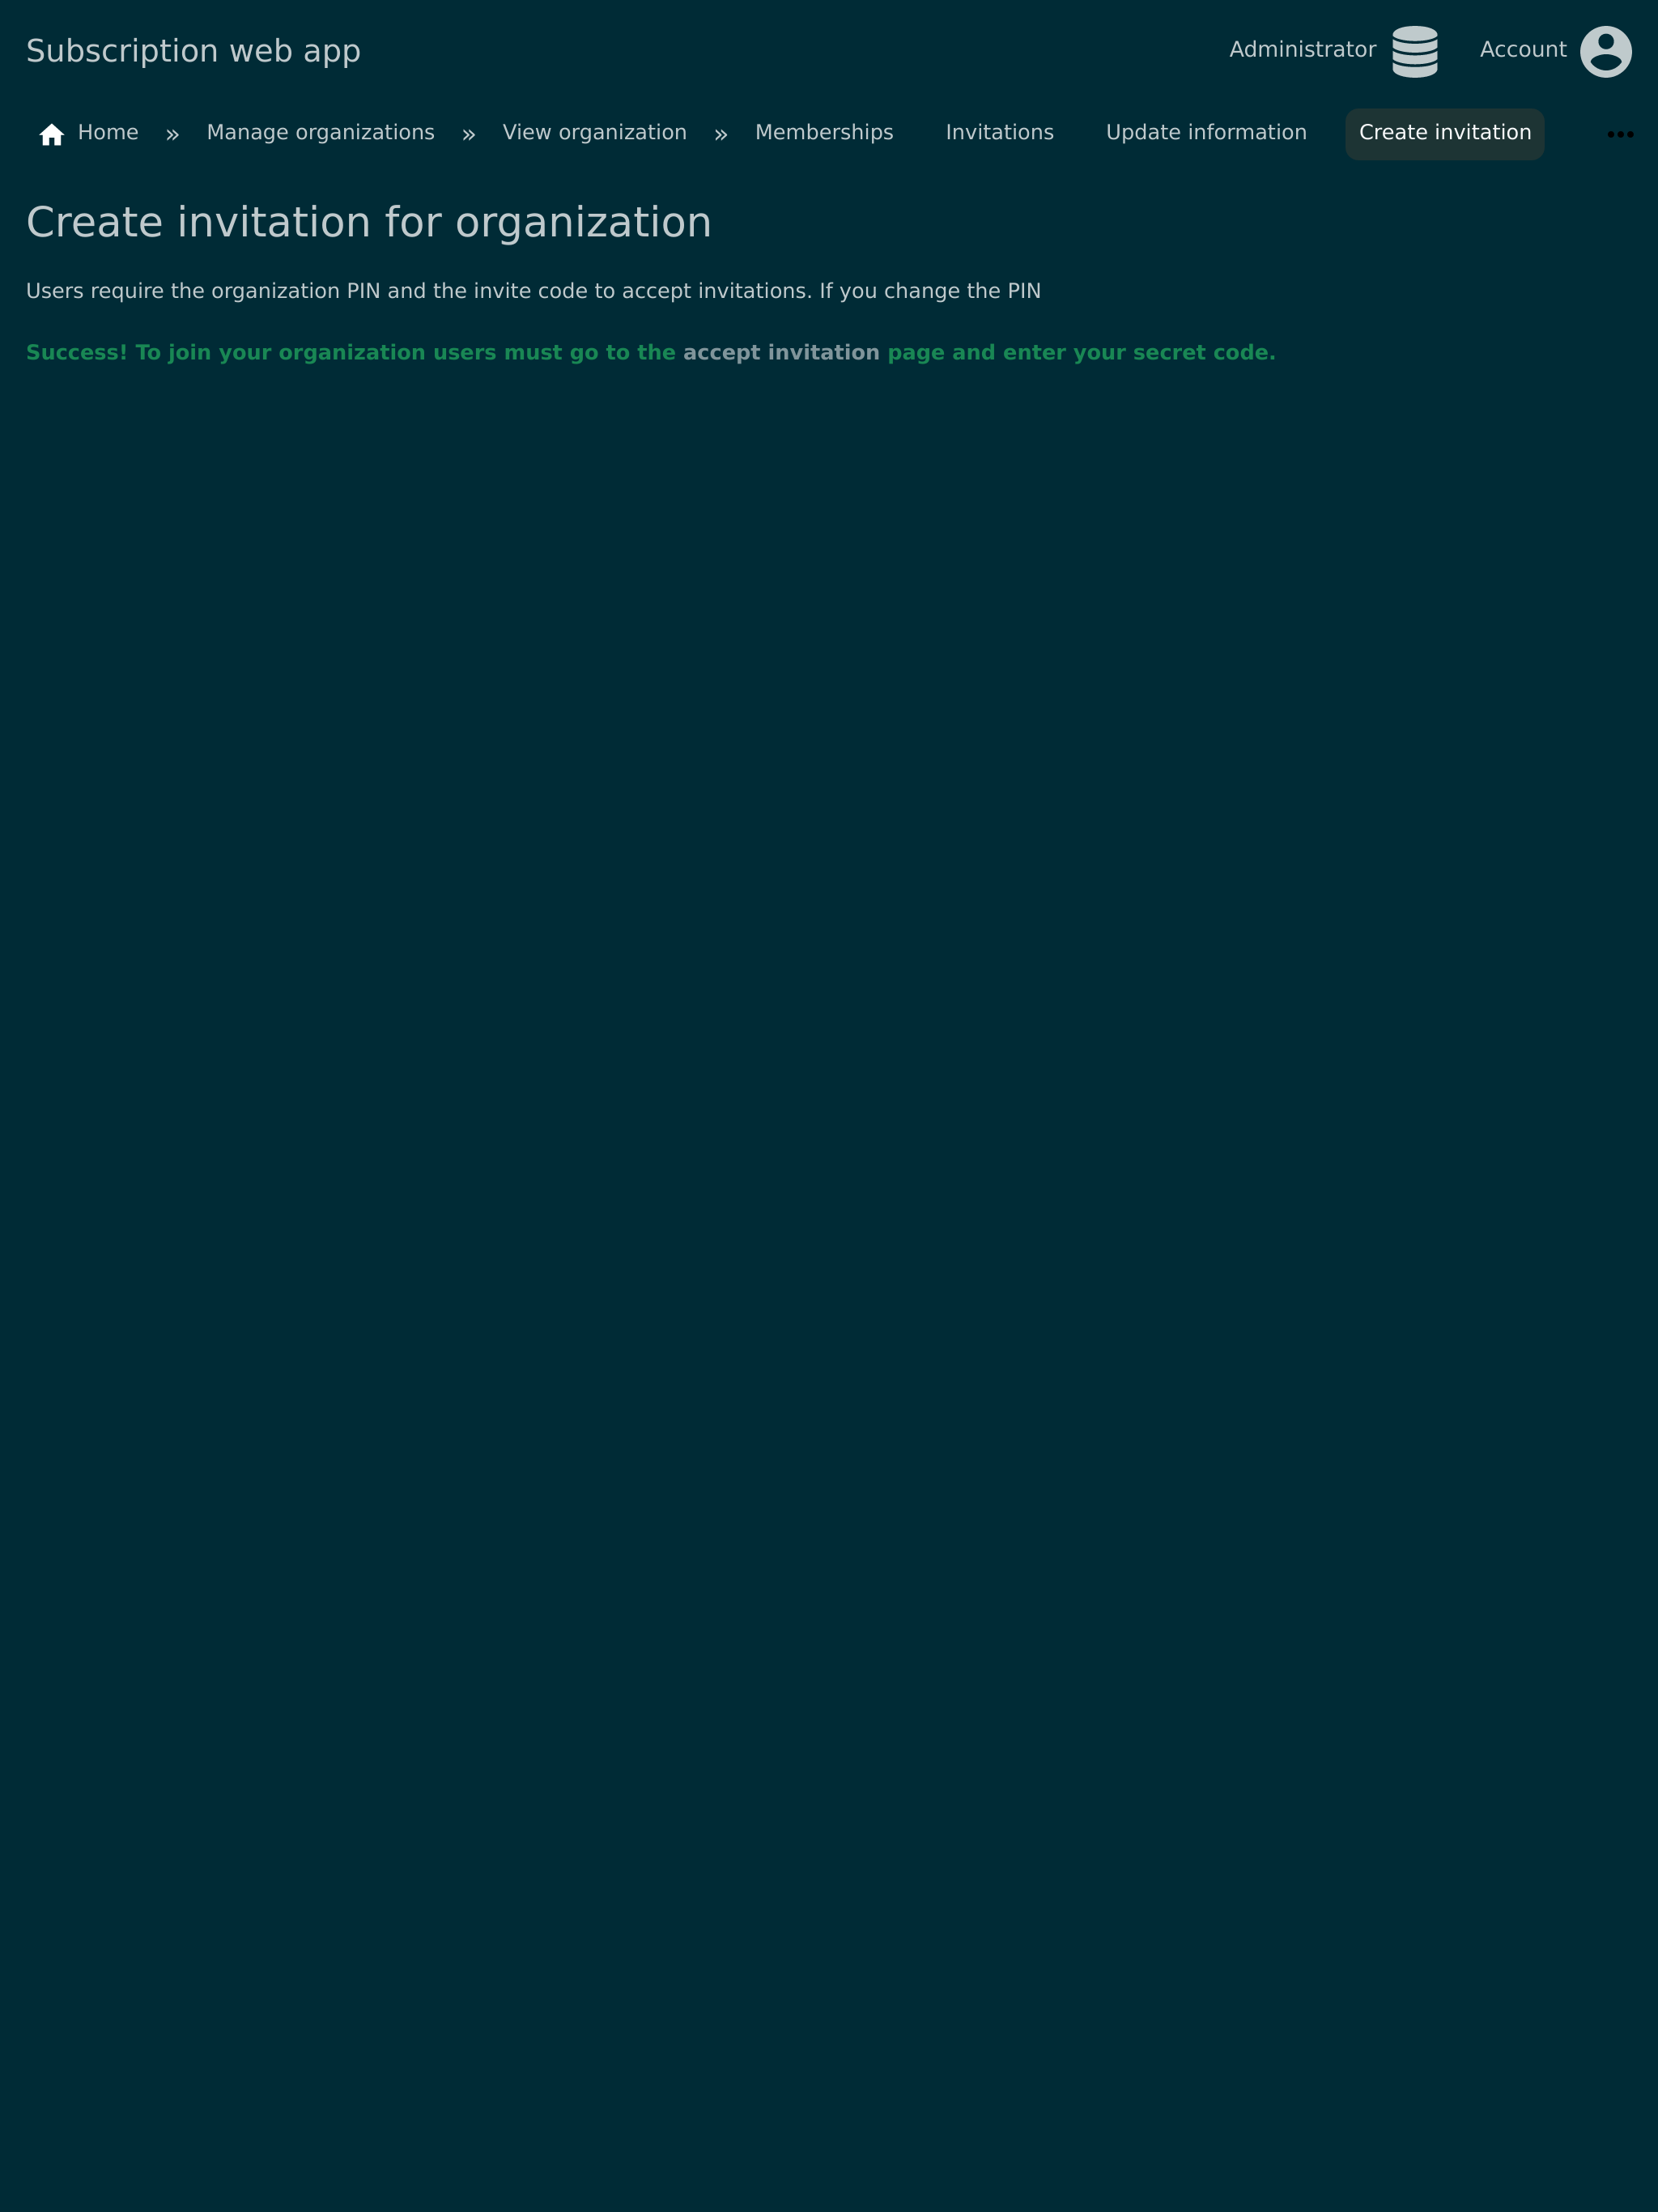 Subscription web app
Administrator
Account
Home » Manage organizations » View organization » Memberships Invitations Update information Create invitation
Create invitation for organization
Users require the organization PIN and the invite code to accept invitations. If you change the PIN
Success! To join your organization users must go to the accept invitation page and enter your secret code.